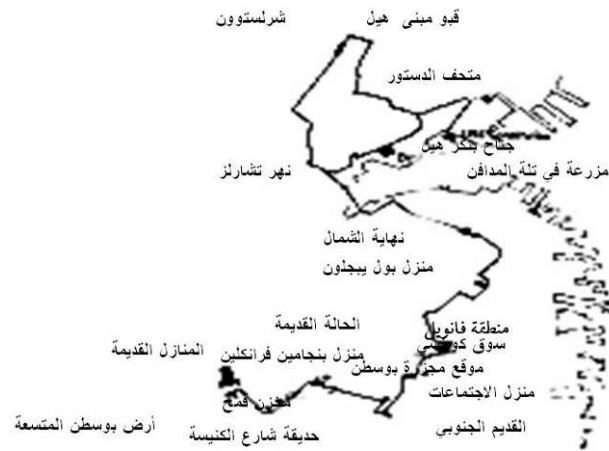 قبو مبنى هيل
شرلستوون
متحف الدستور
جناح بنكر هيل
مزرعة في تلة المدافن
نهر تشارلز
نهاية الشمال
منزل بول يبجلون
منطقة فانويل
الحالة القديمة
سوق
منزل بنجامين فرانكلين
المنازل القديمة
موقع مجزرة بوسطن
منزل الاجتماعات
مخزن قمح
القديم الجنوبي
حديقة شارع الكنيسة
أرض بوسطن المتسعة